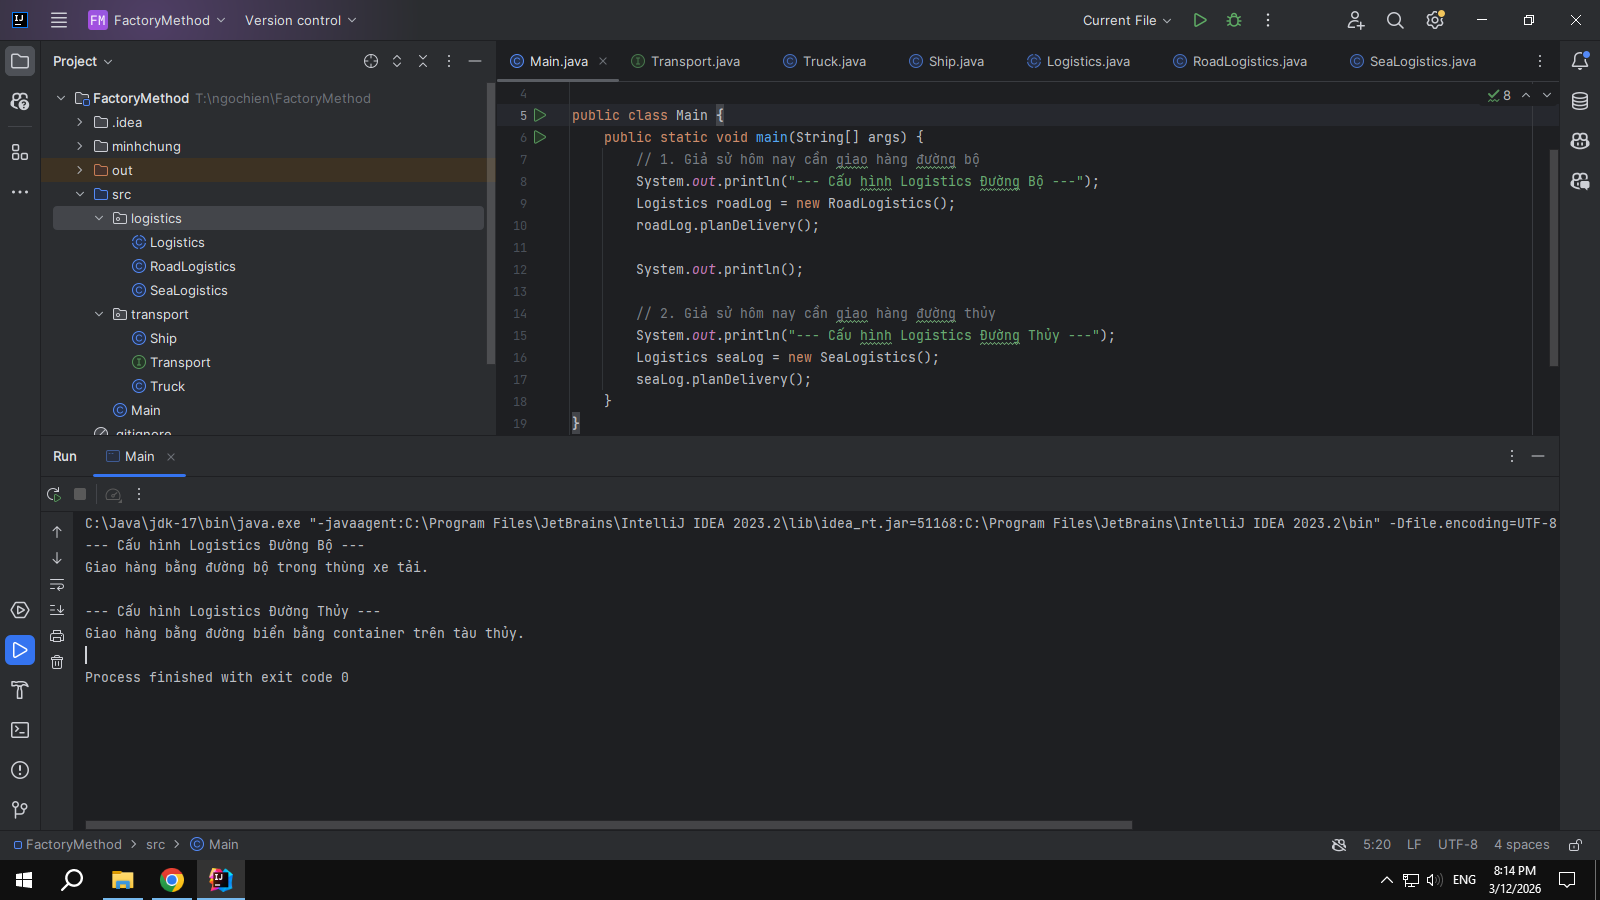 FM FactoryMethod Version control Current File
Project
Main.java Transport.java Truck.java Ship.java Logistics.java RoadLogistics.java SeaLogistics.java
FactoryMethod T:\ngochien\FactoryMethod
.idea
minhchung
out
src
logistics
Logistics
RoadLogistics
SeaLogistics
transport
Ship
Transport
Truck
Main
.gitignore
8
4
5 public class Main {
6 public static void main(String[] args) {
7 // 1. Giả sử hôm nay cần giao hàng đường bộ
8 System.out.println("--- Cấu hình Logistics Đường Bộ ---");
9 Logistics roadLog = new RoadLogistics();
10 roadLog.planDelivery();
11
12 System.out.println();
13
14 // 2. Giả sử hôm nay cần giao hàng đường thủy
15 System.out.println("--- Cấu hình Logistics Đường Thủy ---");
16 Logistics seaLog = new SeaLogistics();
17 seaLog.planDelivery();
18 }
19 }
Run Main
C:\Java\jdk-17\bin\java.exe "-javaagent:C:\Program Files\JetBrains\IntelliJ IDEA 2023.2\lib\idea_rt.jar=51168:C:\Program Files\JetBrains\IntelliJ IDEA 2023.2\bin" -Dfile.encoding=UTF-8
--- Cấu hình Logistics Đường Bộ ---
Giao hàng bằng đường bộ trong thùng xe tải.
--- Cấu hình Logistics Đường Thủy ---
Giao hàng bằng đường biển bằng container trên tàu thủy.
Process finished with exit code 0
FactoryMethod > src > Main 5:20 LF UTF-8 4 spaces
ENG 8:14 PM
3/12/2026